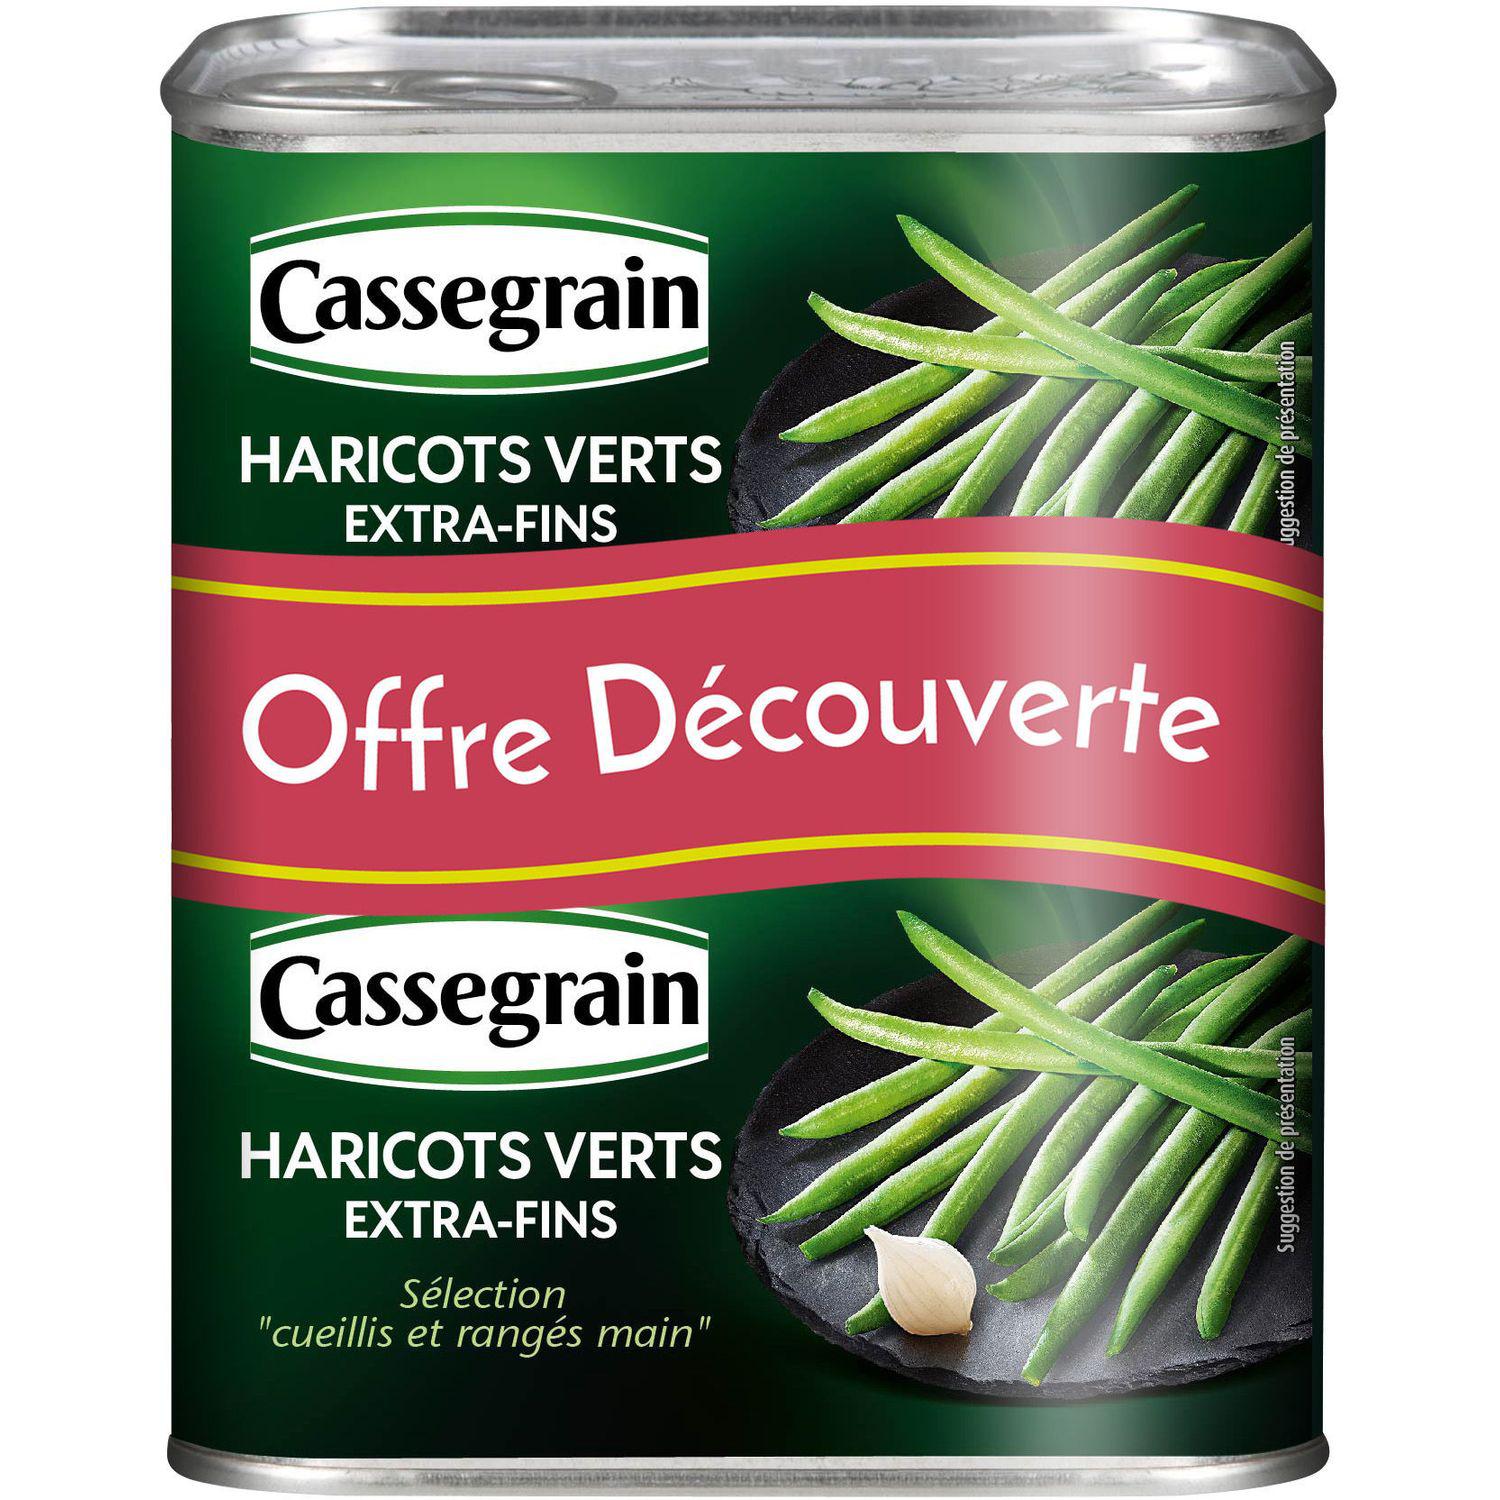 Cassegrain
HARICOTS VERTS
EXTRA-FINS
uggestion de présentation
Offre Découverte
Cassegrain
HARICOTS VERTS
EXTRA-FINS
Sélection
"cueillis et rangés main"
Suggestion de présentation